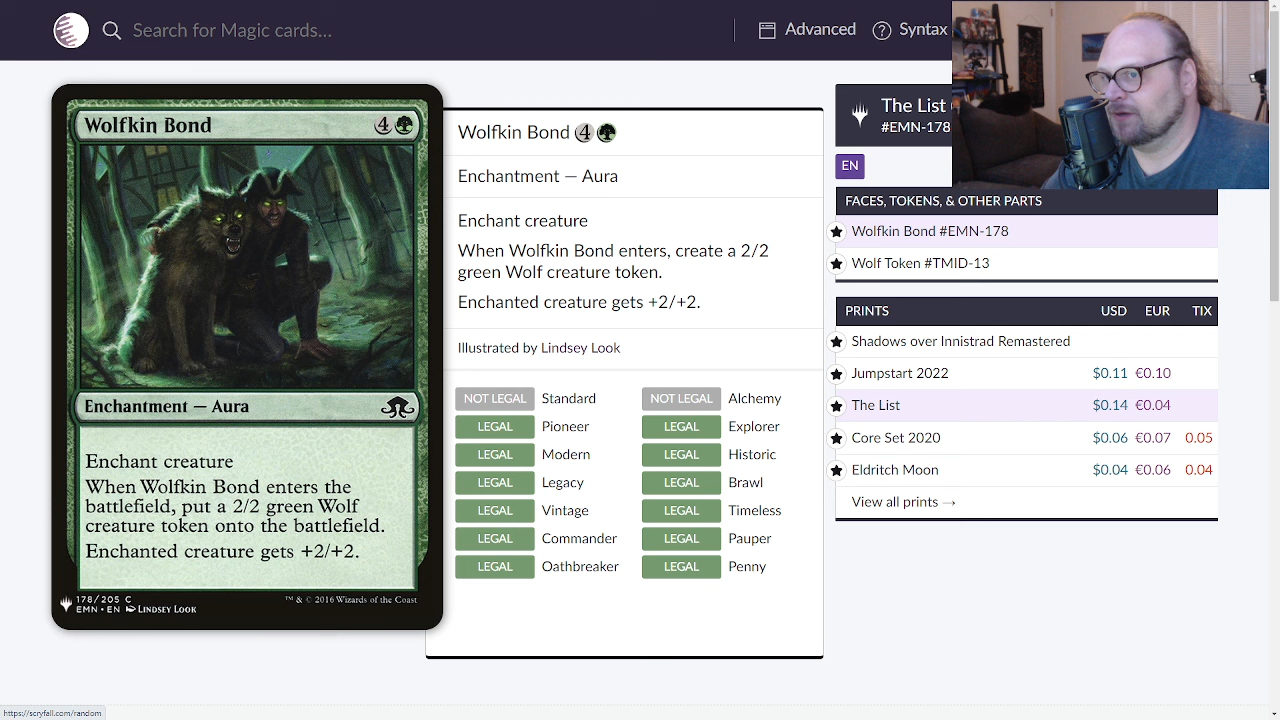 Search for Magic cards...
Advanced
Syntax
Wolfkin Bond 4
Enchantment — Aura
Enchant creature
When Wolfkin Bond enters the
battlefield, put a 2/2 green Wolf
creature token onto the battlefield.
Enchanted creature gets +2/+2.
178/205 C
EMN • EN LINDSEY LOOK
™ & © 2016 Wizards of the Coast
Wolfkin Bond 4
Enchantment — Aura
Enchant creature
When Wolfkin Bond enters, create a 2/2
green Wolf creature token.
Enchanted creature gets +2/+2.
Illustrated by Lindsey Look
NOT LEGAL Standard NOT LEGAL Alchemy
LEGAL Pioneer LEGAL Explorer
LEGAL Modern LEGAL Historic
LEGAL Legacy LEGAL Brawl
LEGAL Vintage LEGAL Timeless
LEGAL Commander LEGAL Pauper
LEGAL Oathbreaker LEGAL Penny
The List
#EMN-178
EN
FACES, TOKENS, & OTHER PARTS
Wolfkin Bond #EMN-178
Wolf Token #TMID-13
PRINTS USD EUR TIX
Shadows over Innistrad Remastered
Jumpstart 2022 $0.11 €0.10
The List $0.14 €0.04
Core Set 2020 $0.06 €0.07 0.05
Eldritch Moon $0.04 €0.06 0.04
View all prints →
https://scryfall.com/random